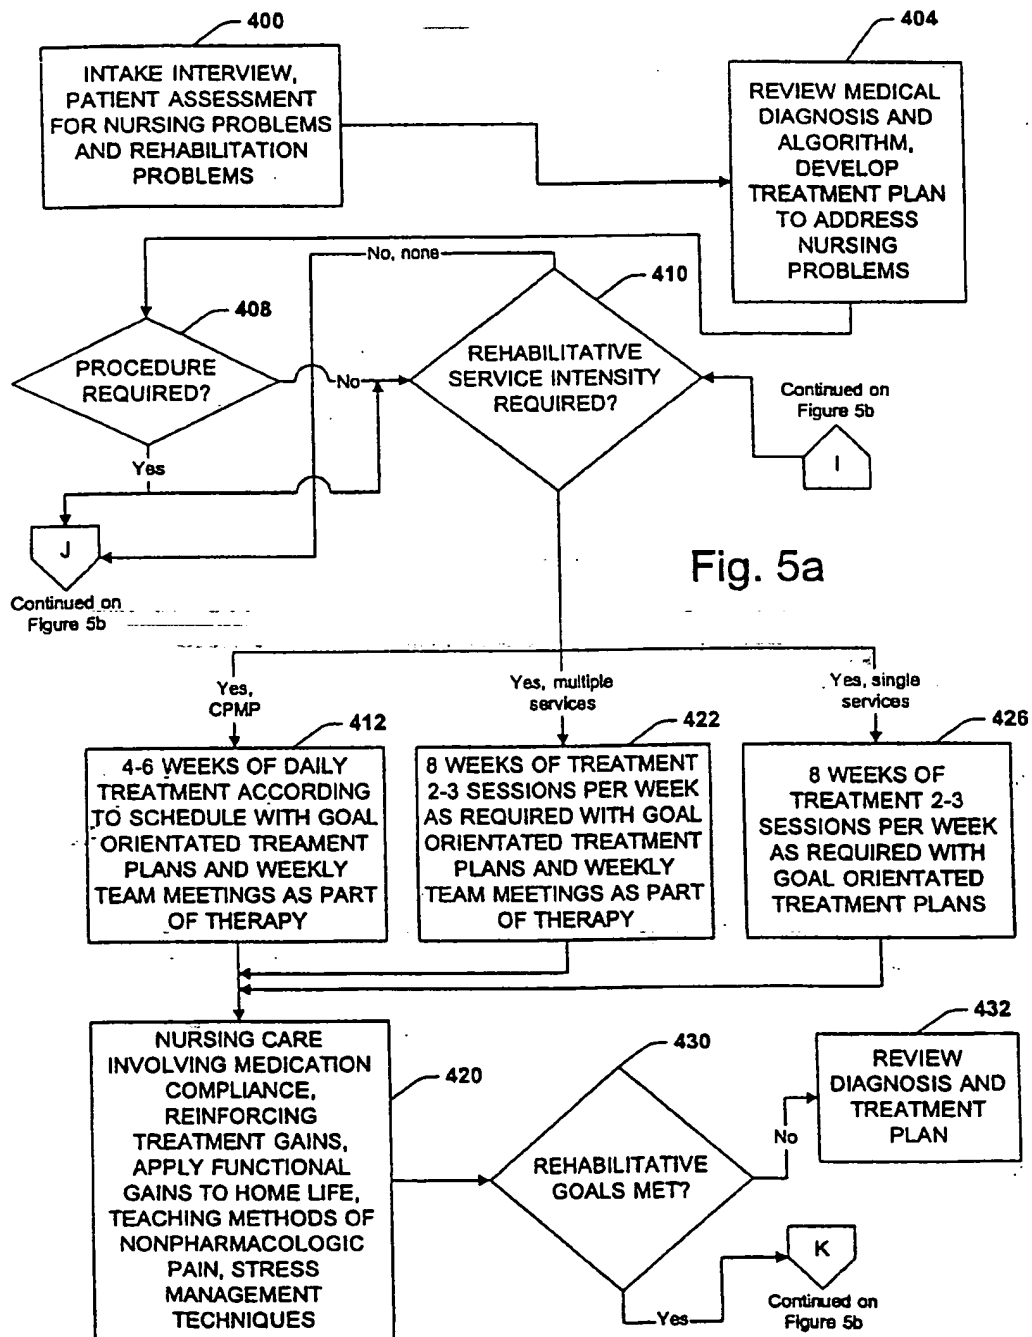 400
INTAKE INTERVIEW,
PATIENT ASSESSMENT
FOR NURSING PROBLEMS
AND REHABILITATION
PROBLEMS
404
REVIEW MEDICAL
DIAGNOSIS AND
ALGORITHM,
DEVELOP
TREATMENT PLAN
TO ADDRESS
NURSING
PROBLEMS
408
PROCEDURE
REQUIRED?
No, none
No
Yes
410
REHABILITATIVE
SERVICE INTENSITY
REQUIRED?
Continued on
Figure 5b
I
J
Continued on
Figure 5b
Fig. 5a
Yes,
CPMP
412
4-6 WEEKS OF DAILY
TREATMENT ACCORDING
TO SCHEDULE WITH GOAL
ORIENTATED TREAMENT
PLANS AND WEEKLY
TEAM MEETINGS AS PART
OF THERAPY
Yes, multiple
services
422
8 WEEKS OF TREATMENT
2-3 SESSIONS PER WEEK
AS REQUIRED WITH GOAL
ORIENTATED TREATMENT
PLANS AND WEEKLY
TEAM MEETINGS AS PART
OF THERAPY
Yes, single
services
426
8 WEEKS OF
TREATMENT 2-3
SESSIONS PER WEEK
AS REQUIRED WITH
GOAL ORIENTATED
TREATMENT PLANS
NURSING CARE
INVOLVING MEDICATION
COMPLIANCE,
REINFORCING
TREATMENT GAINS,
APPLY FUNCTIONAL
GAINS TO HOME LIFE,
TEACHING METHODS OF
NONPHARMACOLOGIC
PAIN, STRESS
MANAGEMENT
TECHNIQUES
420
430
REHABILITATIVE
GOALS MET?
No
Yes
432
REVIEW
DIAGNOSIS AND
TREATMENT
PLAN
K
Continued on
Figure 5b